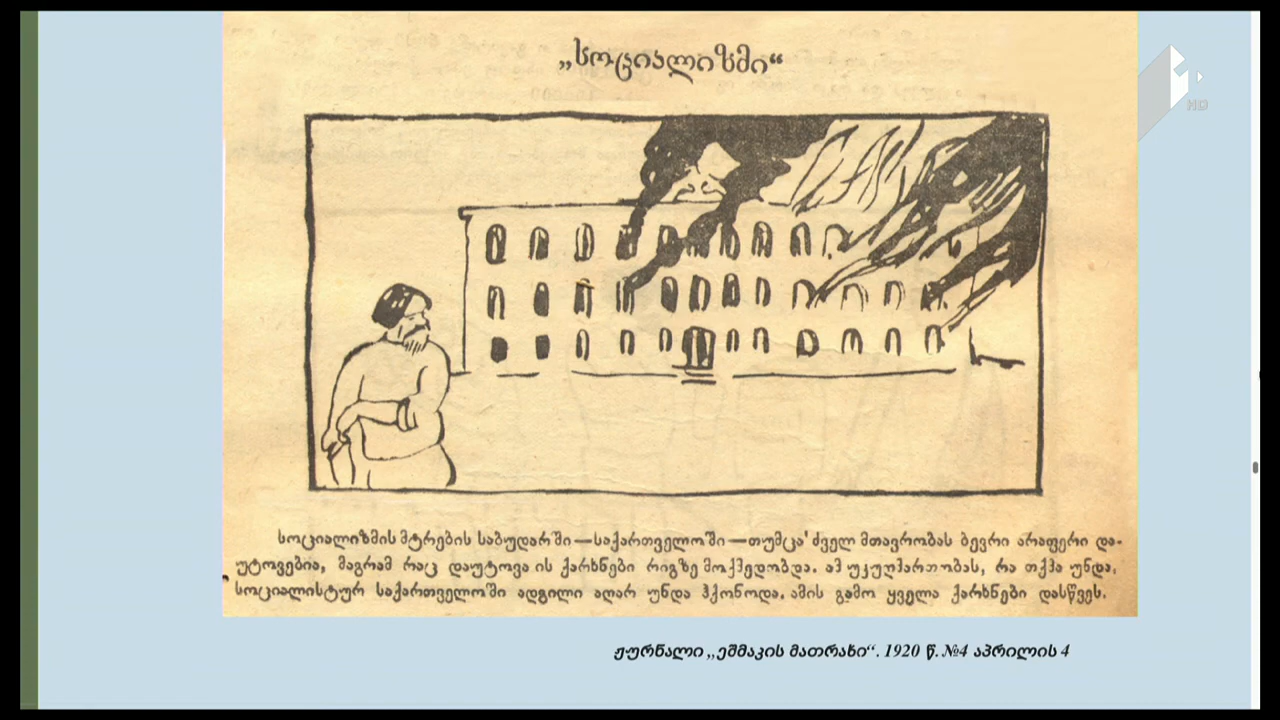 „სოციალიზმი“
HD
სოციალიზმის მტრების საბუდარში—საქართველოში—თუმცა ძველ მთავრობას ბევრი არაფერი და-
უტოვებია, მაგრამ რაც დაუტოვა ის ქარხნები რიგზე მოქმედობდა. ამ უკუღმართობას, რა თქმა უნდა,
სოციალისტურ საქართველოში ადგილი აღარ უნდა ჰქონოდა. ამის გამო ყველა ქარხნები დასწვეს.
ჟურნალი „ეშმაკის მათრახი“. 1920 წ. №4 აპრილის 4